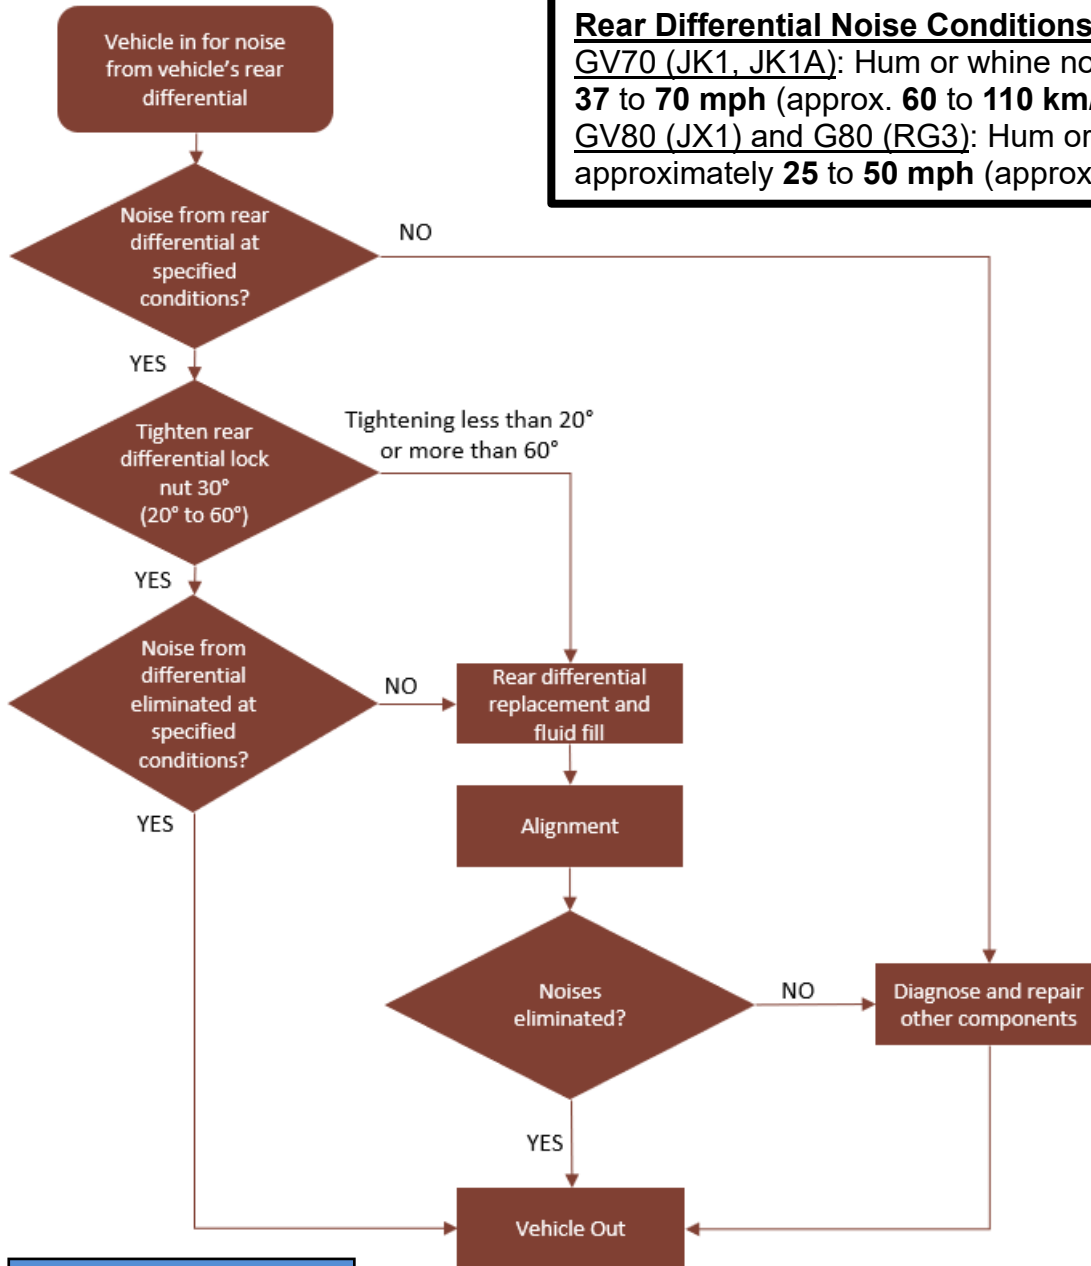 Vehicle in for noise
from vehicle's rear
differential
Rear Differential Noise Conditions
GV70 (JK1, JK1A): Hum or whine
37 to 70 mph (approx. 60 to 110
GV80 (JX1) and G80 (RG3): Hum or
approximately 25 to 50 mph (approx
Noise from rear
differential at
specified
conditions?
NO
YES
Tighten rear
differential lock
nut 30°
(20° to 60°)
Tightening less than 20°
or more than 60°
YES
Noise from
differential
eliminated at
specified
conditions?
NO
Rear differential
replacement and
fluid fill
YES
Alignment
Noises
eliminated?
NO
Diagnose and repair
other components
YES
Vehicle Out